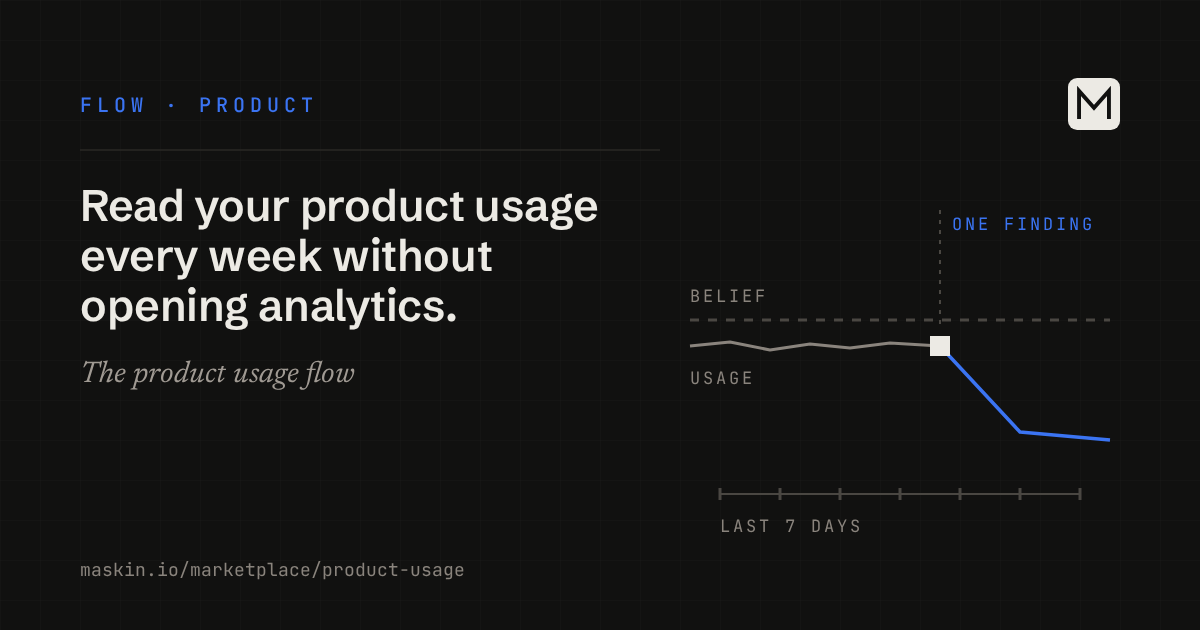 FLOW · PRODUCT
M
Read your product usage
every week without
opening analytics.
The product usage flow
ONE FINDING
BELIEF
USAGE
LAST 7 DAYS
maskin.io/marketplace/product-usage